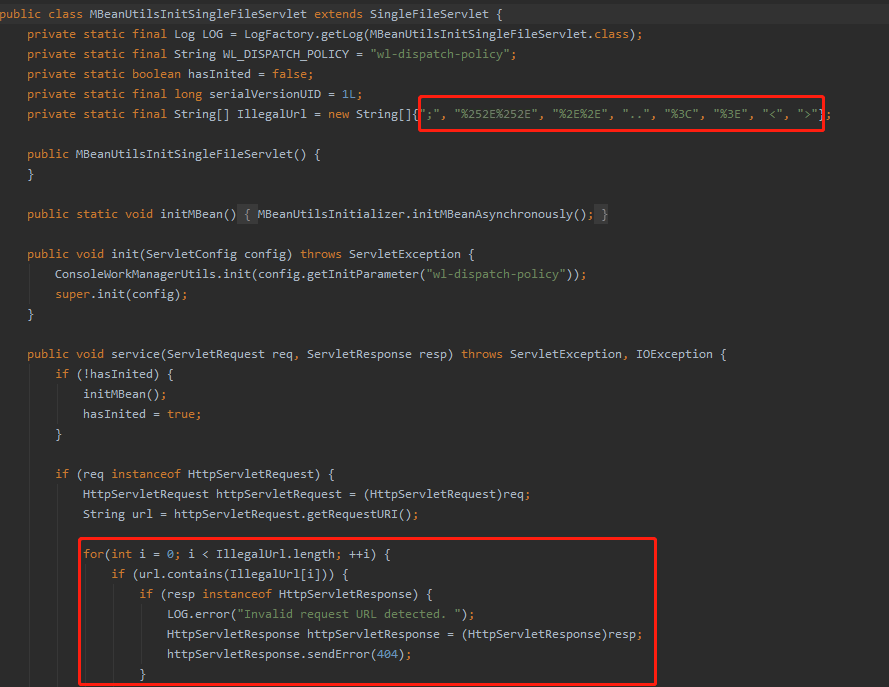 public class MBeanUtilsInitSingleFileServlet extends SingleFileServlet {
    private static final Log LOG = LogFactory.getLog(MBeanUtilsInitSingleFileServlet.class);
    private static final String WL_DISPATCH_POLICY = "wl-dispatch-policy";
    private static boolean hasInited = false;
    private static final long serialVersionUID = 1L;
    private static final String[] IllegalUrl = new String[]{";", "%252E%252E", "%2E%2E", "..", "%3C", "%3E", "<", ">"};
    public MBeanUtilsInitSingleFileServlet() {
    }
    public static void initMBean() { MBeanUtilsInitializer.initMBeanAsynchronously(); }
    public void init(ServletConfig config) throws ServletException {
        ConsoleWorkManagerUtils.init(config.getInitParameter("wl-dispatch-policy"));
        super.init(config);
    }
    public void service(ServletRequest req, ServletResponse resp) throws ServletException, IOException {
        if (!hasInited) {
            initMBean();
            hasInited = true;
        }
        if (req instanceof HttpServletRequest) {
            HttpServletRequest httpServletRequest = (HttpServletRequest)req;
            String url = httpServletRequest.getRequestURI();
            for(int i = 0; i < IllegalUrl.length; ++i) {
                if (url.contains(IllegalUrl[i])) {
                    if (resp instanceof HttpServletResponse) {
                        LOG.error("Invalid request URL detected. ");
                        HttpServletResponse httpServletResponse = (HttpServletResponse)resp;
                        httpServletResponse.sendError(404);
                    }